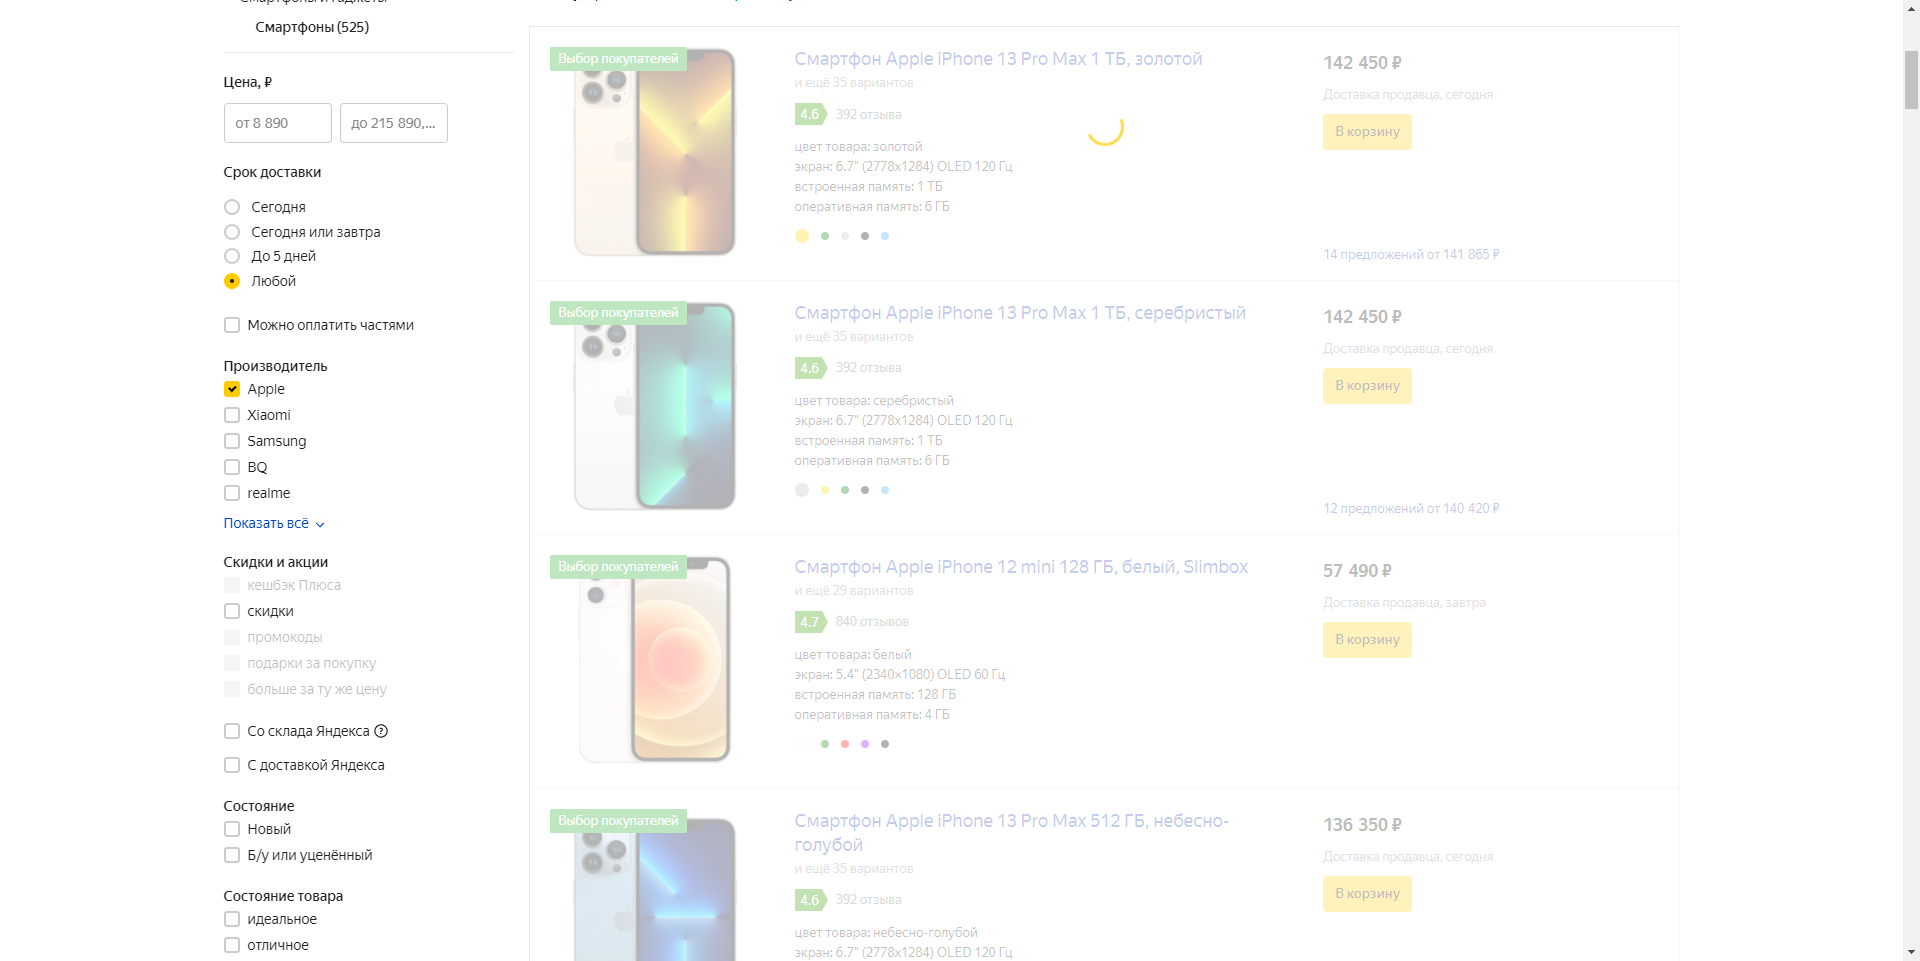 Смартфоны и гаджеты
Смартфоны (525)
Цена, ₽
от 8 890
до 215 890,...
Срок доставки
Сегодня
Сегодня или завтра
До 5 дней
Любой
Можно оплатить частями
Производитель
Apple
Xiaomi
Samsung
BQ
realme
Показать всё
Скидки и акции
кешбэк Плюса
скидки
промокоды
подарки за покупку
больше за ту же цену
Со склада Яндекса ?
С доставкой Яндекса
Состояние
Новый
Б/у или уценённый
Состояние товара
идеальное
отличное
Выбор покупателей
Смартфон Apple iPhone 13 Pro Max 1 ТБ, золотой
и ещё 35 вариантов
4.6 392 отзыва
цвет товара: золотой
экран: 6.7" (2778x1284) OLED 120 Гц
встроенная память: 1 ТБ
оперативная память: 6 ГБ
142 450 ₽
Доставка продавца, сегодня
В корзину
14 предложений от 141 865 ₽
Выбор покупателей
Смартфон Apple iPhone 13 Pro Max 1 ТБ, серебристый
и ещё 35 вариантов
4.6 392 отзыва
цвет товара: серебристый
экран: 6.7" (2778x1284) OLED 120 Гц
встроенная память: 1 ТБ
оперативная память: 6 ГБ
142 450 ₽
Доставка продавца, сегодня
В корзину
12 предложений от 140 420 ₽
Выбор покупателей
Смартфон Apple iPhone 12 mini 128 ГБ, белый, Slimbox
и ещё 29 вариантов
4.7 840 отзывов
цвет товара: белый
экран: 5.4" (2340×1080) OLED 60 Гц
встроенная память: 128 ГБ
оперативная память: 4 ГБ
57 490 ₽
Доставка продавца, завтра
В корзину
Выбор покупателей
Смартфон Apple iPhone 13 Pro Max 512 ГБ, небесно-
голубой
и ещё 35 вариантов
4.6 392 отзыва
цвет товара: небесно-голубой
экран: 6.7" (2778x1284) OLED 120 Гц
136 350 ₽
Доставка продавца, сегодня
В корзину